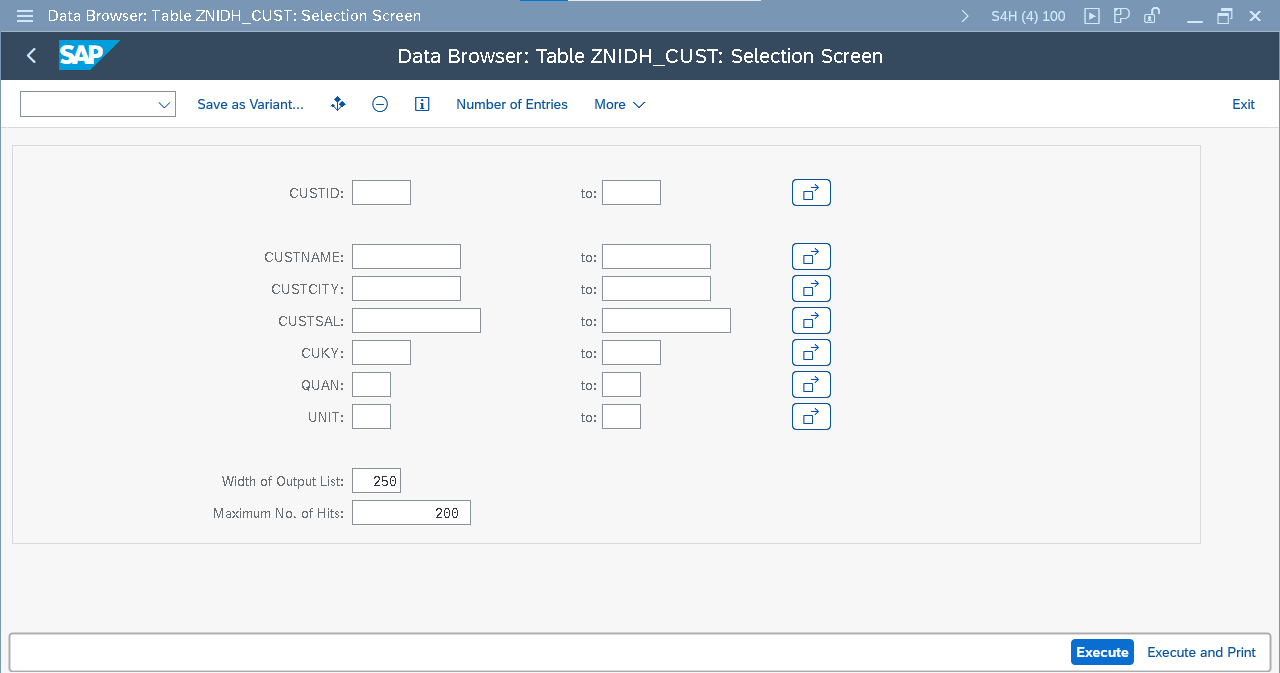 Data Browser: Table ZNIDH_CUST: Selection Screen
S4H (4) 100
SAP
Data Browser: Table ZNIDH_CUST: Selection Screen
Save as Variant... Number of Entries More Exit
CUSTID: to:
CUSTNAME: to:
CUSTCITY: to:
CUSTSAL: to:
CUKY: to:
QUAN: to:
UNIT: to:
Width of Output List: 250
Maximum No. of Hits: 200
Execute Execute and Print